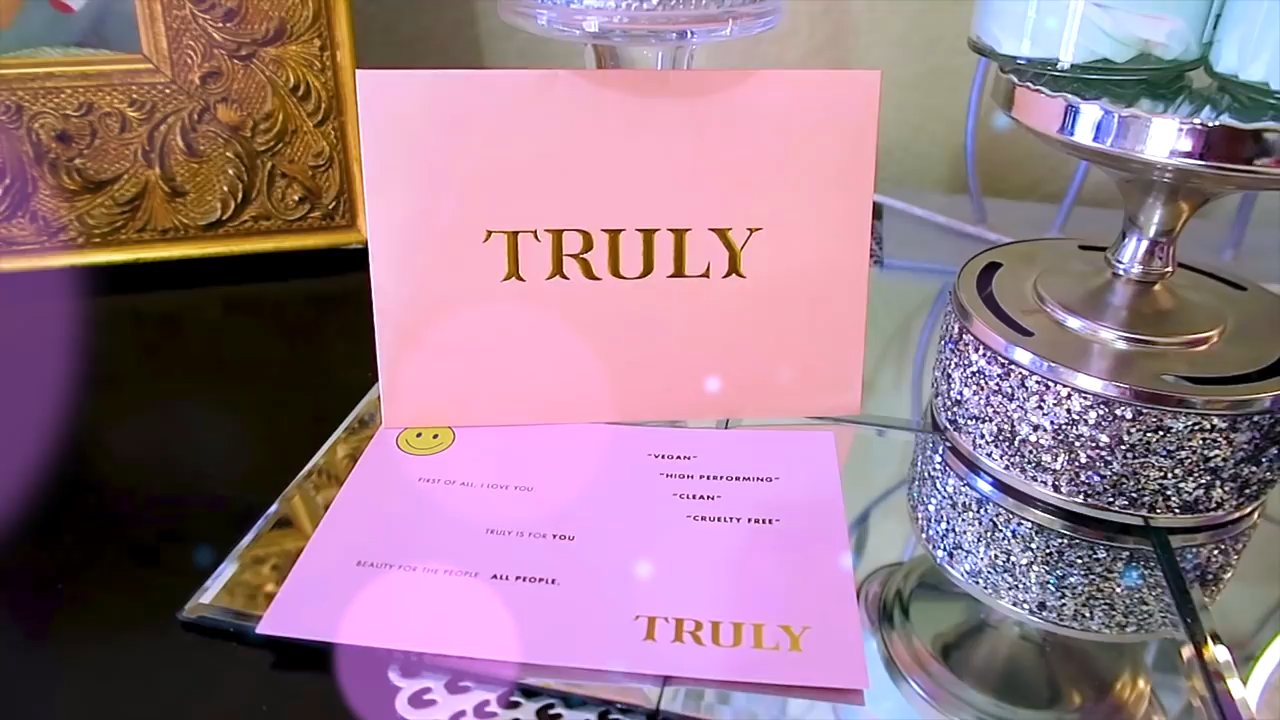 TRULY
FIRST OF ALL, I LOVE YOU.
TRULY IS FOR YOU
BEAUTY FOR THE PEOPLE. ALL PEOPLE.
"VEGAN"
"HIGH PERFORMING"
"CLEAN"
"CRUELTY FREE"
TRULY